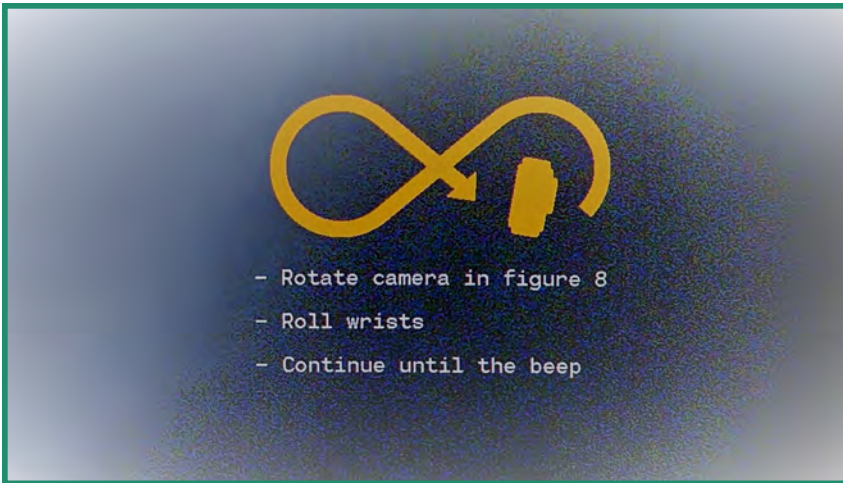 – Rotate camera in figure 8
– Roll wrists
– Continue until the beep